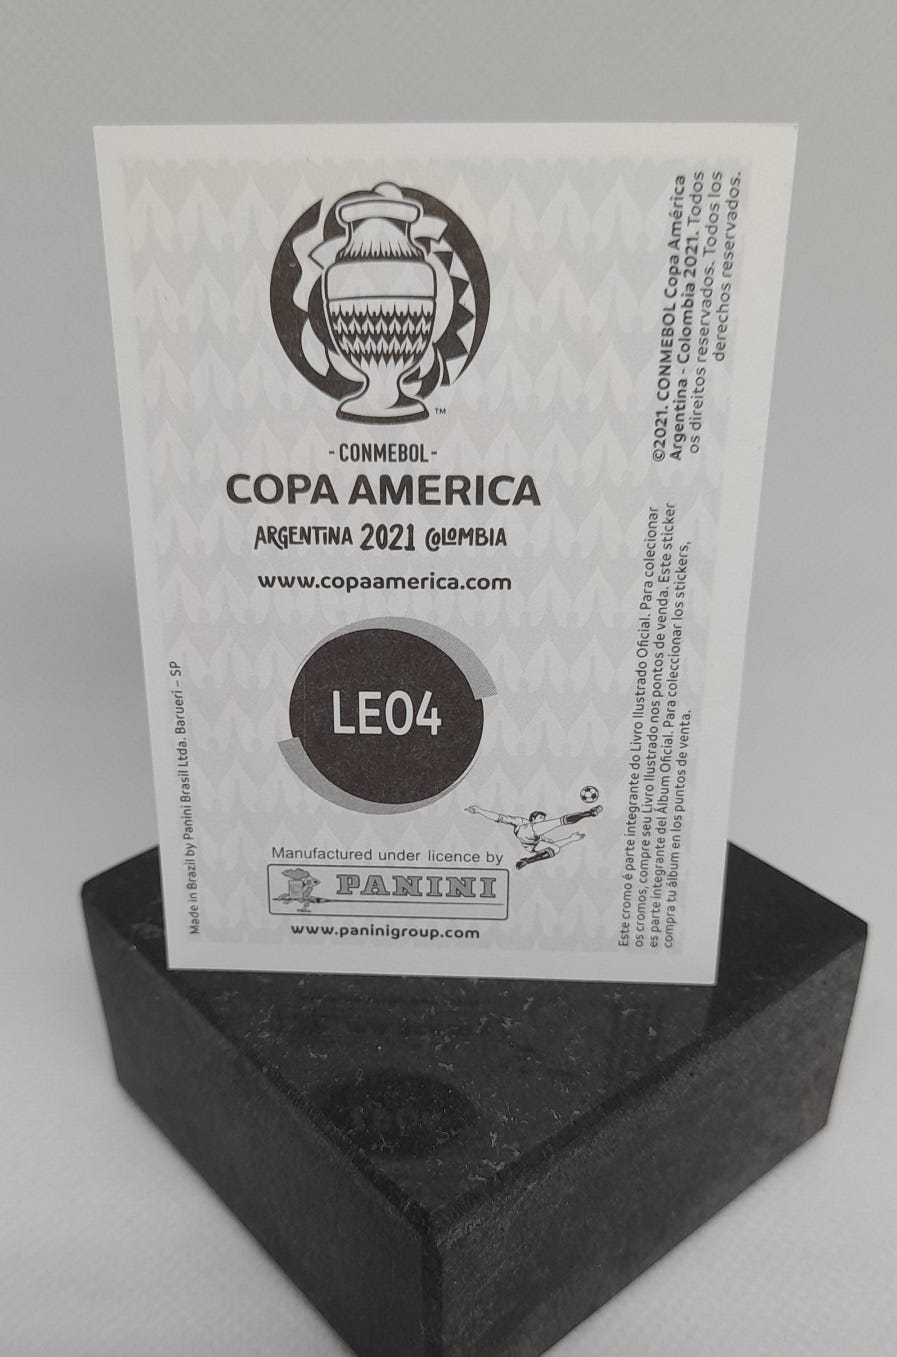 ™
- CONMEBOL -
COPA AMERICA
ARGENTINA 2021 COLOMBIA
www.copaamerica.com
LEO4
Manufactured under licence by
PANINI
www.paninigroup.com
Made in Brazil by Panini Brasil Ltda. Barueri - SP
Este cromo é parte integrante do Livro Ilustrado Oficial. Para colecionar
os cromos, compre seu Livro Ilustrado nos pontos de venda. Este sticker
es parte integrante del Álbum Oficial. Para coleccionar los stickers,
compra tu álbum en los puntos de venta.
©2021. CONMEBOL Copa América
Argentina - Colombia 2021. Todos
os direitos reservados. Todos los
derechos reservados.